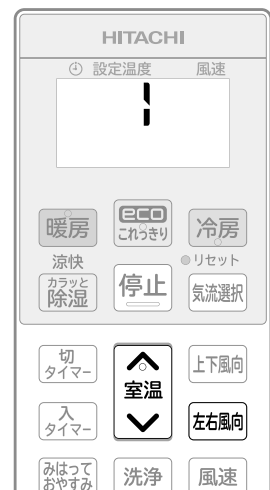 HITACHI
設定温度 風速
1
暖房
eco
これっきり
冷房
涼快
カラッと
除湿
停止
リセット
気流選択
切
タイマー
室温
上下風向
入
タイマー
左右風向
みはって
おやすみ
洗浄
風速